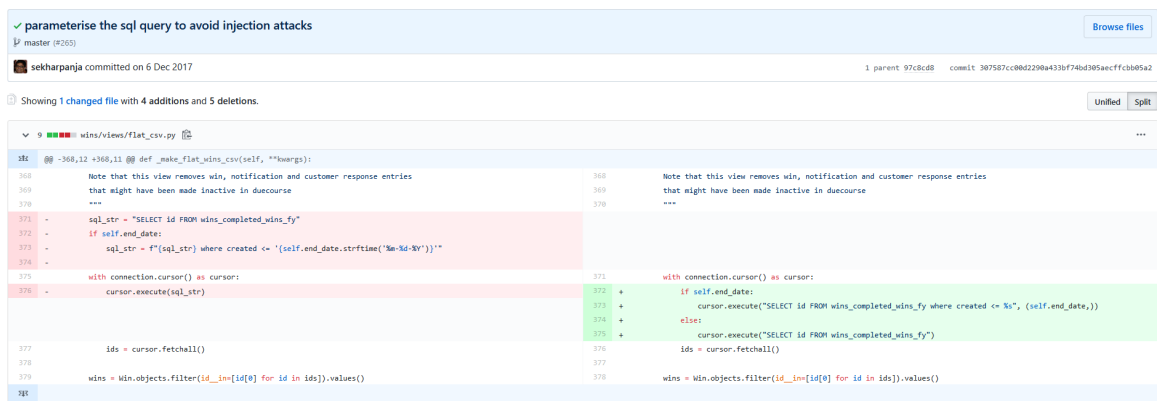 ✓ parameterise the sql query to avoid injection attacks
Browse files
master (#265)
sekharpanja committed on 6 Dec 2017
1 parent 97c8cd8 commit 307587cc00d2290a433bf74bd305aecffcbb05a2
Showing 1 changed file with 4 additions and 5 deletions.
Unified Split
9 wins/views/flat_csv.py ...
@@ -368,12 +368,11 @@ def _make_flat_wins_csv(self, **kwargs):
368 Note that this view removes win, notification and customer response entries 368 Note that this view removes win, notification and customer response entries
369 that might have been made inactive in duecourse 369 that might have been made inactive in duecourse
370 """ 370 """
371 - sql_str = "SELECT id FROM wins_completed_wins_fy"
372 - if self.end_date:
373 - sql_str = f"{sql_str} where created <= '{self.end_date.strftime('%m-%d-%Y')}'"
374 -
375 with connection.cursor() as cursor: 371 with connection.cursor() as cursor:
376 - cursor.execute(sql_str) 372 + if self.end_date:
373 + cursor.execute("SELECT id FROM wins_completed_wins_fy where created <= %s", (self.end_date,))
374 + else:
375 + cursor.execute("SELECT id FROM wins_completed_wins_fy")
377 ids = cursor.fetchall() 376 ids = cursor.fetchall()
378 377
379 wins = Win.objects.filter(id__in=[id[0] for id in ids]).values() 378 wins = Win.objects.filter(id__in=[id[0] for id in ids]).values()